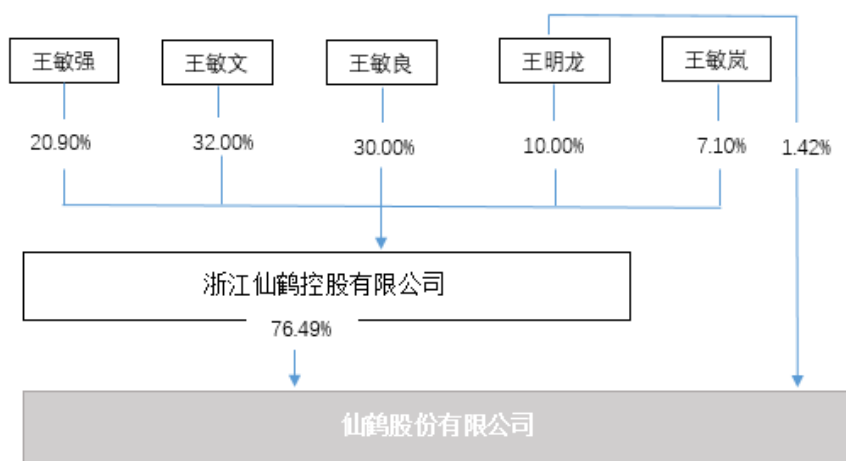 王敏强
王敏文
王敏良
王明龙
王敏岚
20.90%
32.00%
30.00%
10.00%
7.10%
1.42%
浙江仙鹤控股有限公司
76.49%
仙鹤股份有限公司